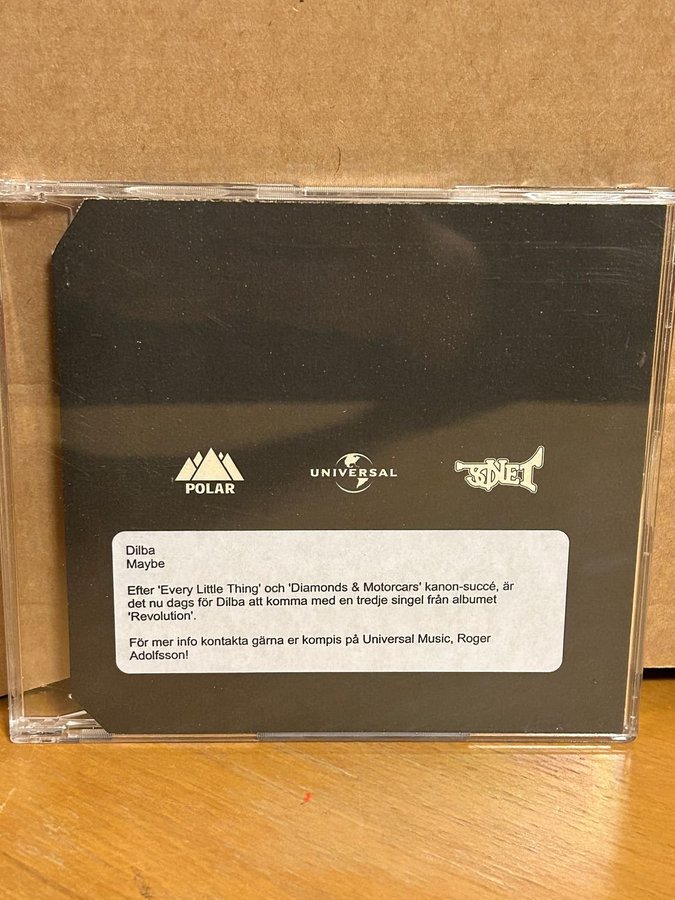 POLAR
UNIVERSAL
Dilba
Maybe
Efter 'Every Little Thing' och 'Diamonds & Motorcars' kanon-succé, är
det nu dags för Dilba att komma med en tredje singel från albumet
'Revolution'.
För mer info kontakta gärna er kompis på Universal Music, Roger
Adolfsson!